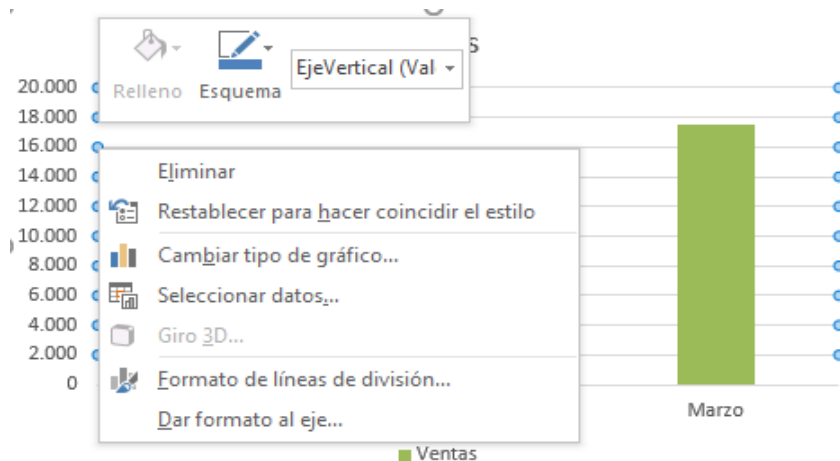 s
Relleno Esquema EjeVertical (Val
20.000
18.000
16.000
14.000
12.000
10.000
8.000
6.000
4.000
2.000
0
Eliminar
Restablecer para hacer coincidir el estilo
Cambiar tipo de gráfico...
Seleccionar datos...
Giro 3D...
Formato de líneas de división...
Dar formato al eje...
Marzo
Ventas